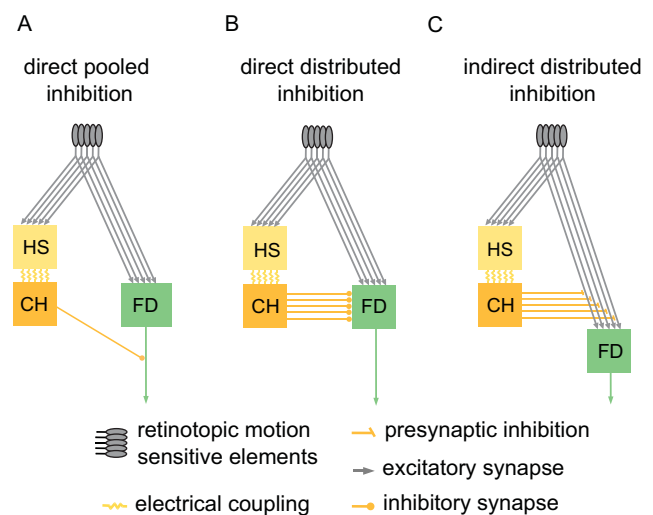 A
B
C
direct pooled
inhibition
direct distributed
inhibition
indirect distributed
inhibition
HS
HS
HS
CH
FD
CH
FD
CH
FD
retinotopic motion
sensitive elements
electrical coupling
presynaptic inhibition
excitatory synapse
inhibitory synapse